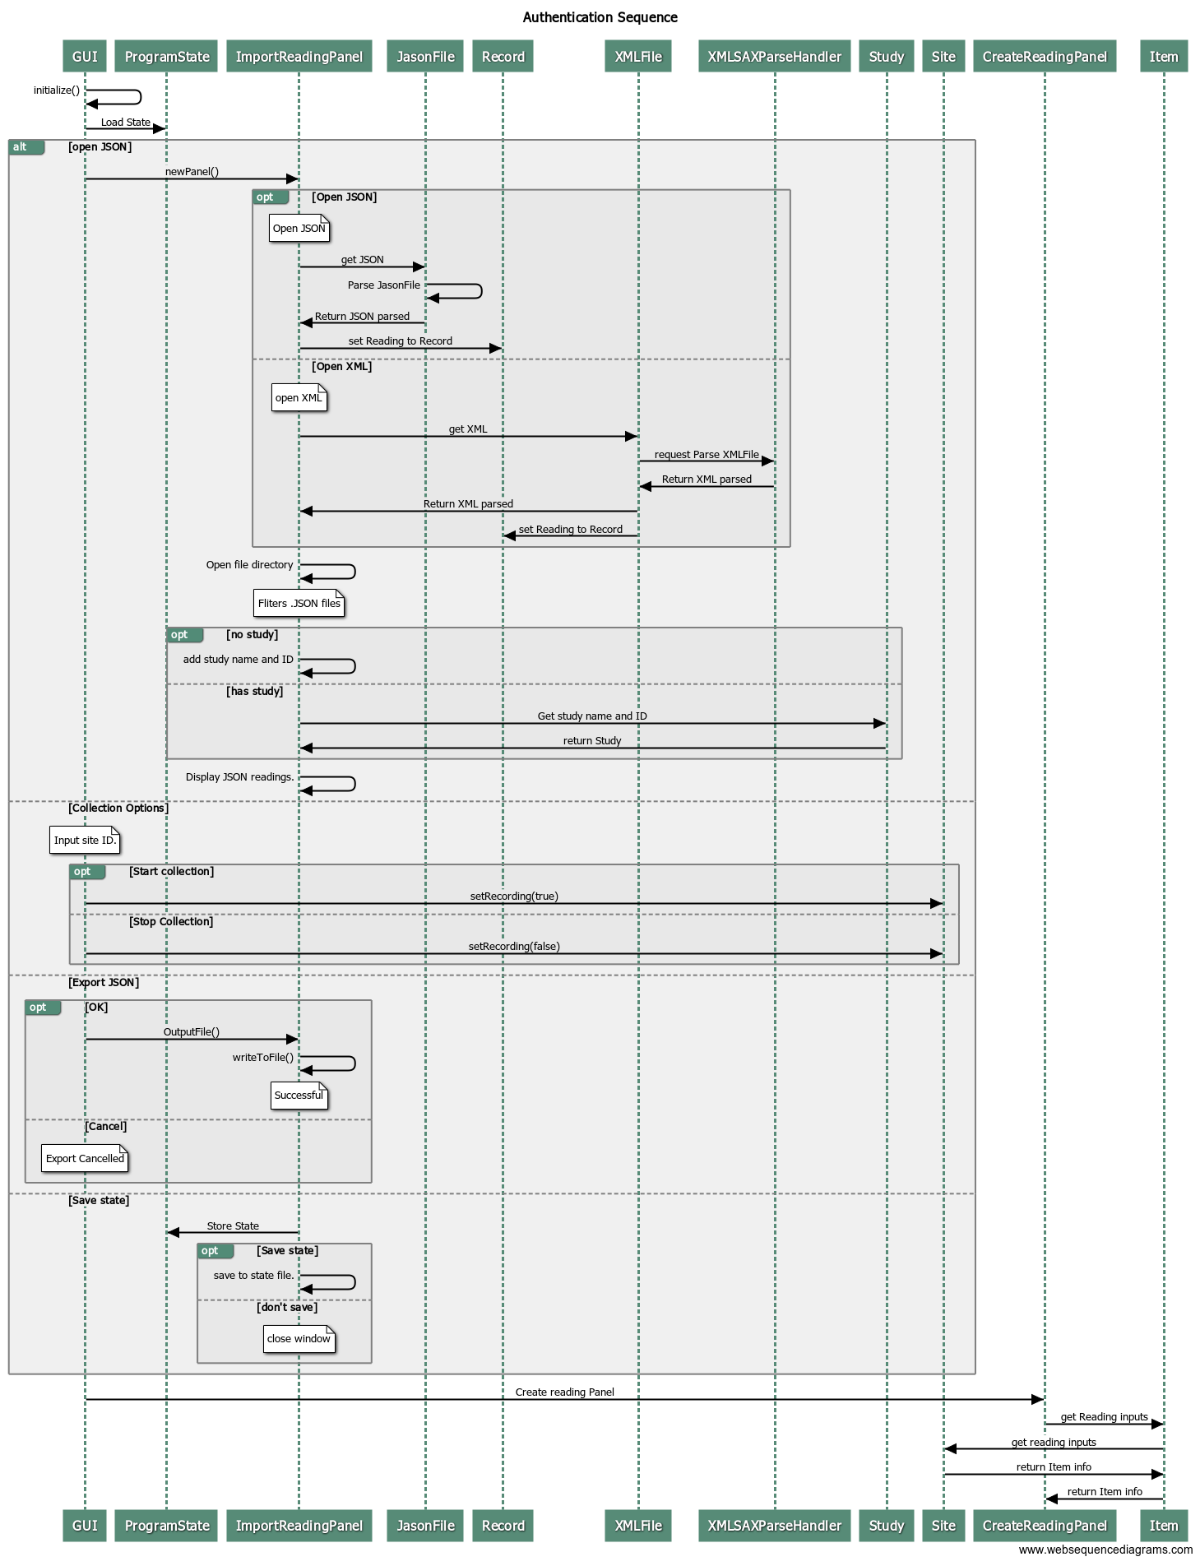 Authentication Sequence
GUI ProgramState ImportReadingPanel JasonFile Record XMLFile XMLSAXParseHandler Study Site CreateReadingPanel Item
initialize()
Load State
alt [open JSON]
newPanel()
opt [Open JSON]
Open JSON
get JSON
Parse JasonFile
Return JSON parsed
set Reading to Record
[Open XML]
open XML
get XML
request Parse XMLFile
Return XML parsed
Return XML parsed
set Reading to Record
Open file directory
Fliters .JSON files
opt [no study]
add study name and ID
[has study]
Get study name and ID
return Study
Display JSON readings.
[Collection Options]
Input site ID.
opt [Start collection]
setRecording(true)
[Stop Collection]
setRecording(false)
[Export JSON]
opt [OK]
OutputFile()
writeToFile()
Successful
[Cancel]
Export Cancelled
[Save state]
Store State
opt [Save state]
save to state file.
[don't save]
close window
Create reading Panel
get Reading inputs
get reading inputs
return Item info
return Item info
GUI ProgramState ImportReadingPanel JasonFile Record XMLFile XMLSAXParseHandler Study Site CreateReadingPanel Item
www.websequencediagrams.com